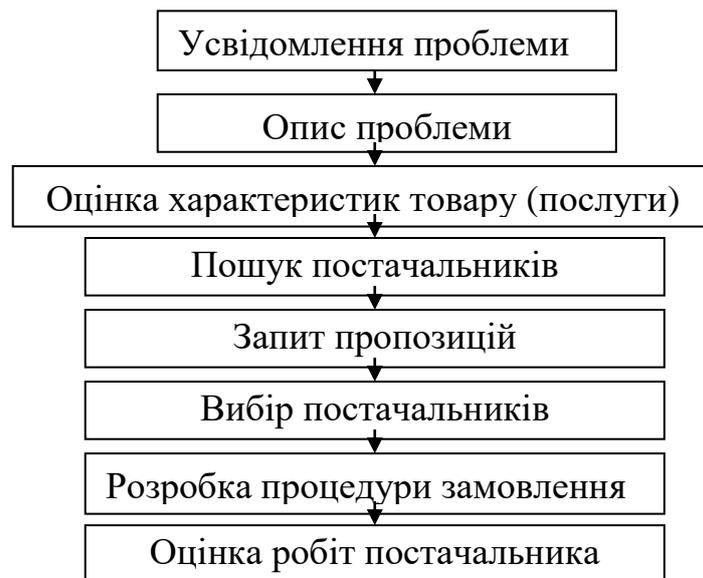 Усвідомлення проблеми
Опис проблеми
Оцінка характеристик товару (послуги)
Пошук постачальників
Запит пропозицій
Вибір постачальників
Розробка процедури замовлення
Оцінка робіт постачальника